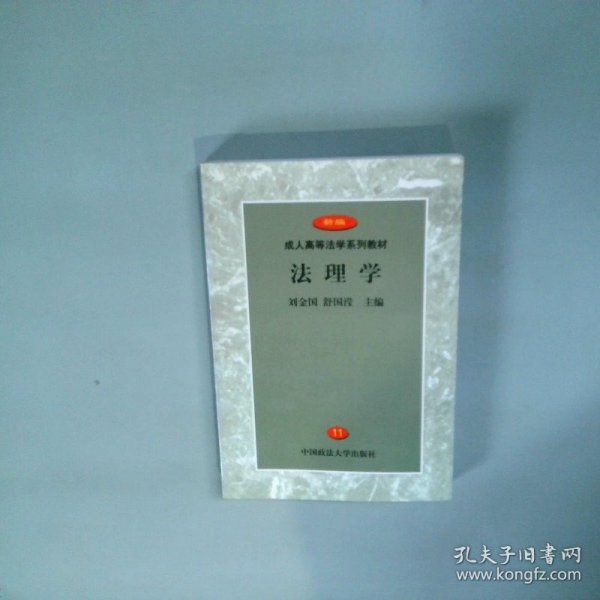 新编
成人高等法学系列教材
法理学
刘金国 舒国滢 主编
11
中国政法大学出版社
孔夫子旧书网
www.kongfz.com